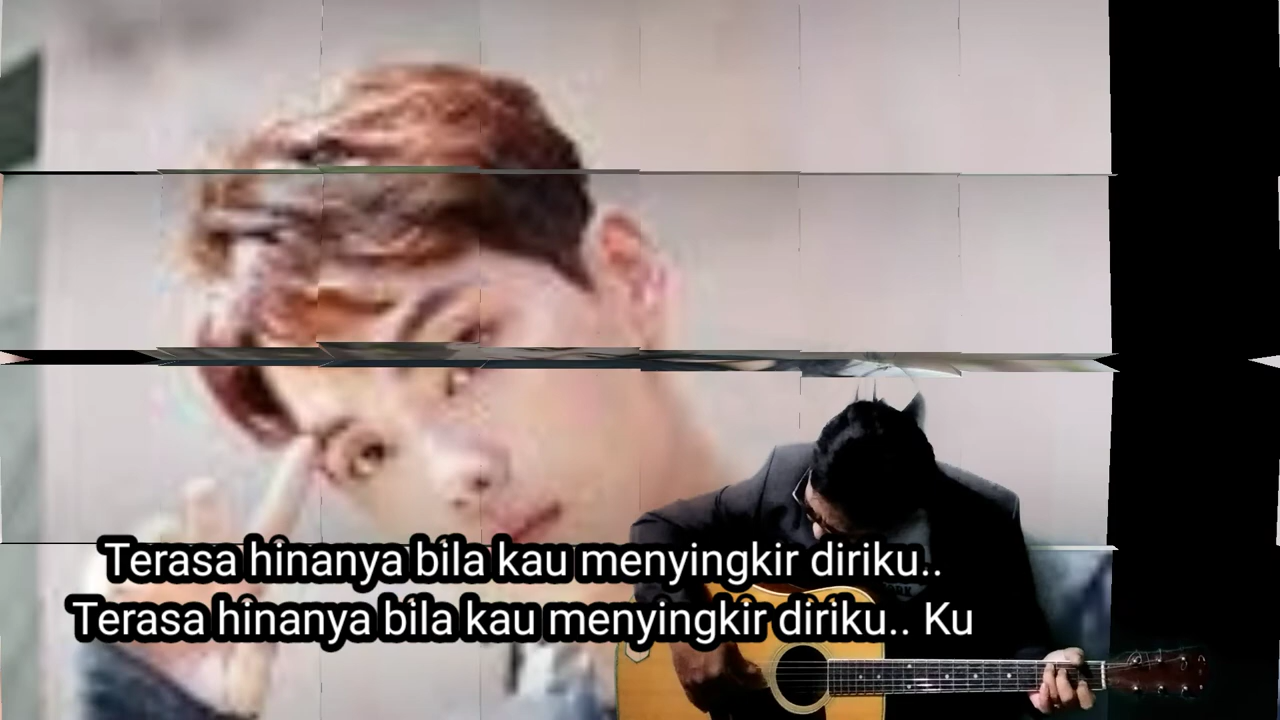 Terasa hinanya bila kau menyingkir diriku..
Terasa hinanya bila kau menyingkir diriku.. Ku